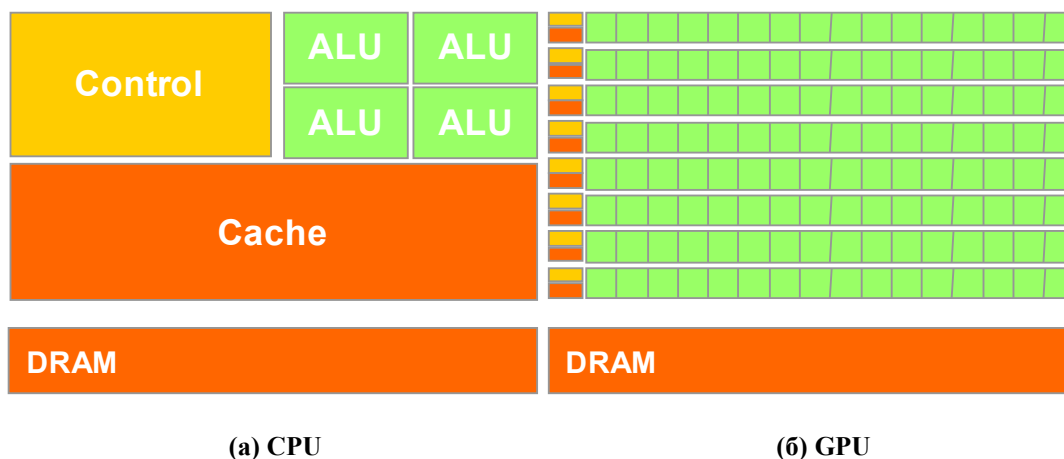 Control
ALU ALU
ALU ALU
Cache
DRAM
DRAM
(а) CPU
(б) GPU